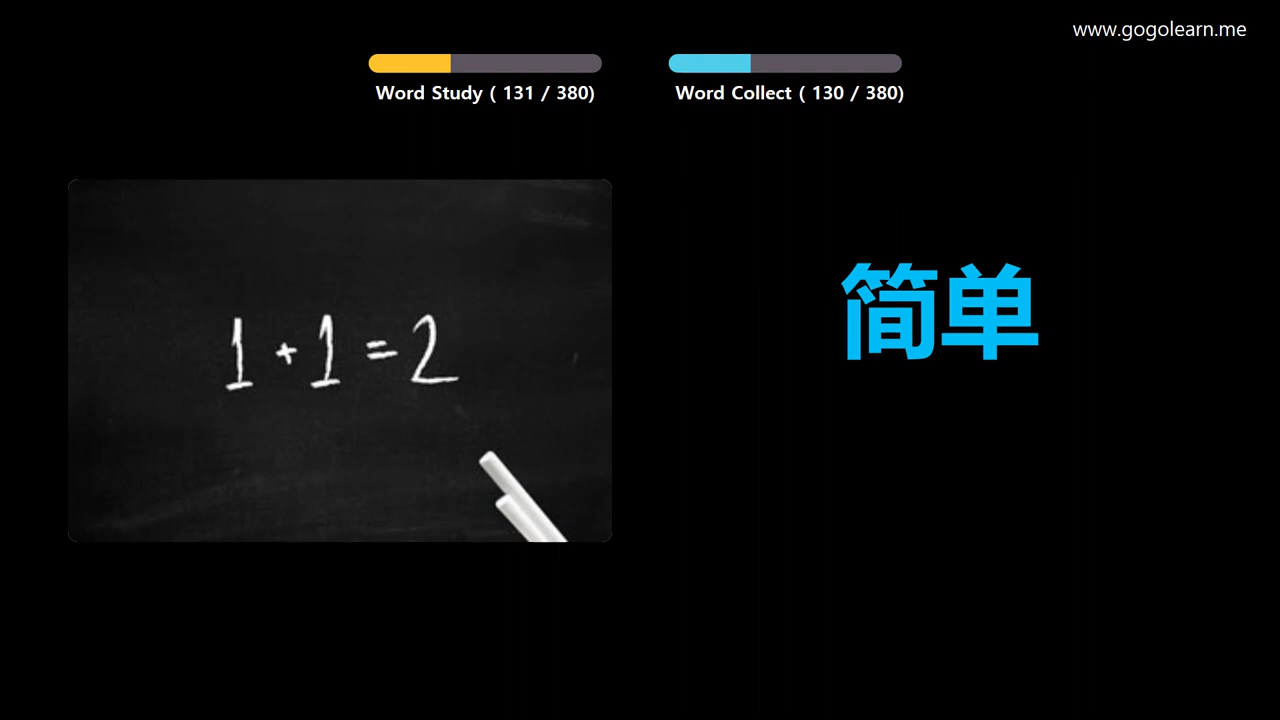 www.gogolearn.me
Word Study ( 131 / 380)
Word Collect ( 130 / 380)
1 + 1 = 2
简单